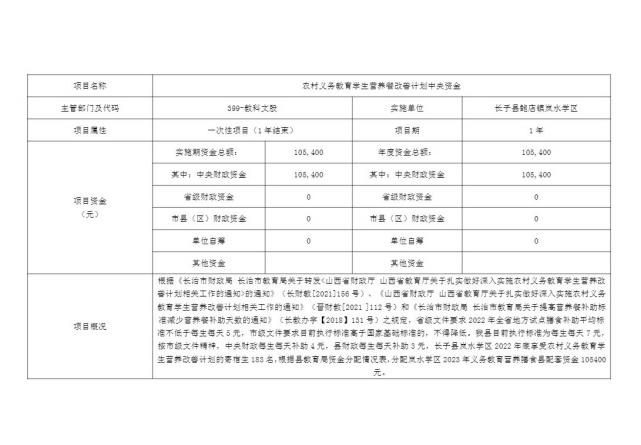 项目名称 农村义务教育学生营养餐改善计划中央资金
主管部门及代码 399-教科文股 实施单位 长子县鲍店镇岚水学区
项目属性 一次性项目（1年结束） 项目期 1年
项目资金（元） 实施期资金总额： 105,400 年度资金总额： 105,400
其中：中央财政资金 105,400 其中：中央财政资金 105,400
省级财政资金 0 省级财政资金 0
市县（区）财政资金 0 市县（区）财政资金 0
单位自筹 0 单位自筹 0
其他资金 其他资金
项目概况
根据《长治市财政局 长治市教育局关于转发<山西省财政厅 山西省教育厅关于扎实做好深入实施农村义务教育学生营养改
善计划相关工作的通知>的通知》（长财教[2021]156号）、《山西省财政厅 山西省教育厅关于扎实做好深入实施农村义务
教育学生营养改善计划相关工作的通知》（晋财教[2021]112号）和《长治市财政局 长治市教育局关于提高营养餐补助标
准减少营养餐补助天数的通知》（长教办字【2018】131号）之规定，省级文件要求2022年全省地方试点膳食补助平均标
准不低于每生每天5元，市级文件要求目前执行标准高于国家基础标准的，不得降低。我县目前执行标准为每生每天7元，
按市级文件精神，中央财政每生每天补助4元，县财政每生每天补助3元，长子县岚水学区2022年底享受农村义务教育学
生营养改善计划的寄宿生153名，根据县教育局资金分配情况表，分配岚水学区2023年义务教育营养膳食县配套资金105400
元。